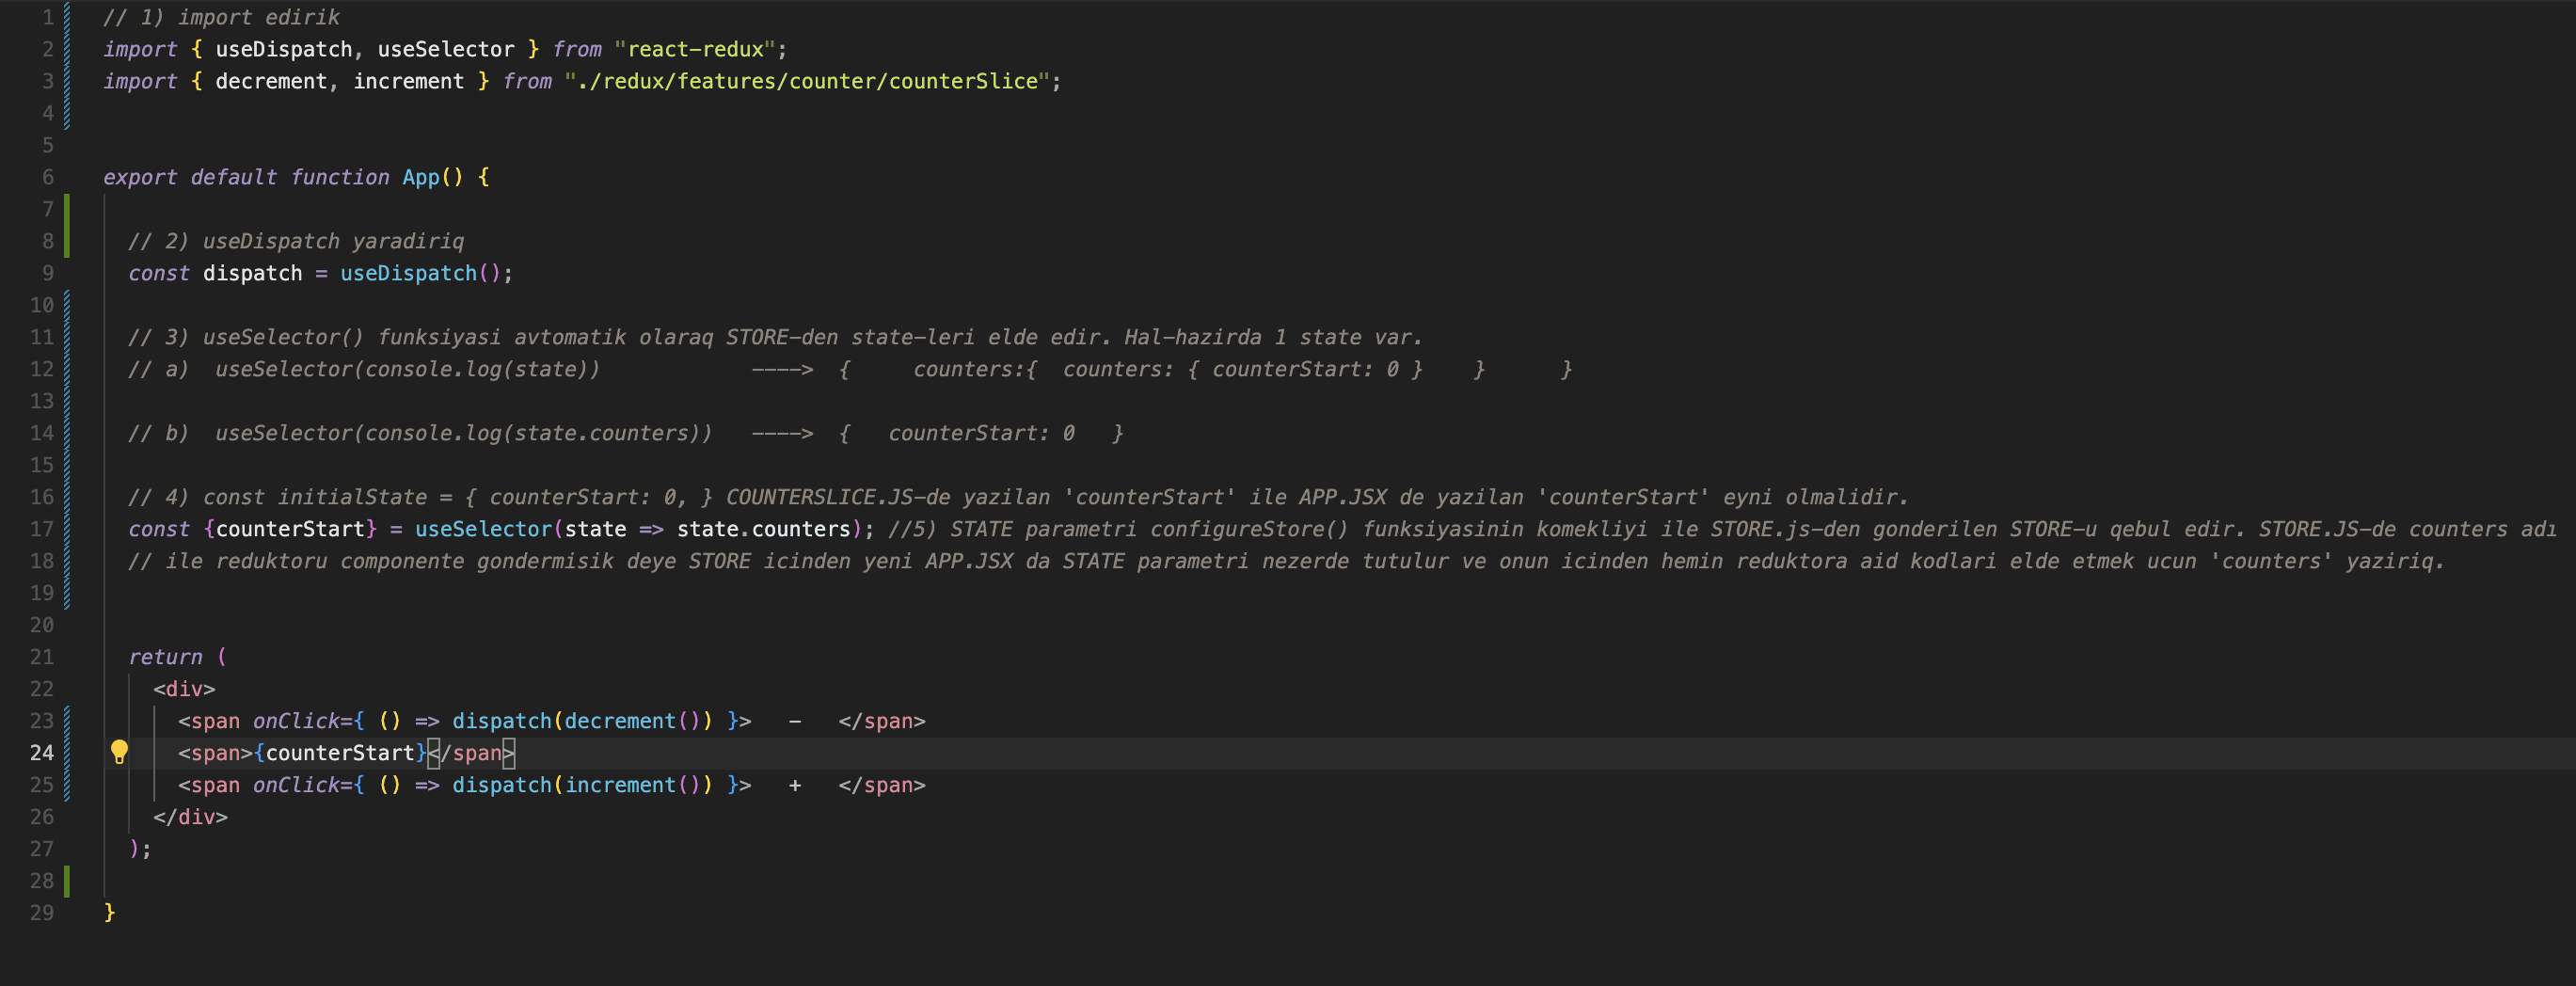 1 // 1) import edirik
2 import { useDispatch, useSelector } from "react-redux";
3 import { decrement, increment } from "./redux/features/counter/counterSlice";
4
5
6 export default function App() {
7
8 // 2) useDispatch yaradiriq
9 const dispatch = useDispatch();
10
11 // 3) useSelector() funksiyasi avtomatik olaraq STORE-den state-leri elde edir. Hal-hazirda 1 state var.
12 // a)  useSelector(console.log(state))            ---->  {     counters:{  counters: { counterStart: 0 }    }      }
13
14 // b)  useSelector(console.log(state.counters))   ---->  {   counterStart: 0   }
15
16 // 4) const initialState = { counterStart: 0, } COUNTERSLICE.JS-de yazilan 'counterStart' ile APP.JSX de yazilan 'counterStart' eyni olmalidir.
17 const {counterStart} = useSelector(state => state.counters); //5) STATE parametri configureStore() funksiyasinin komekliyi ile STORE.js-den gonderilen STORE-u qebul edir. STORE.JS-de counters adı
18 // ile reduktoru componente gondermisik deye STORE icinden yeni APP.JSX da STATE parametri nezerde tutulur ve onun icinden hemin reduktora aid kodlari elde etmek ucun 'counters' yaziriq.
19
20
21 return (
22 <div>
23 <span onClick={ () => dispatch(decrement()) }>   -   </span>
24 <span>{counterStart}</span>
25 <span onClick={ () => dispatch(increment()) }>   +   </span>
26 </div>
27 );
28
29 }